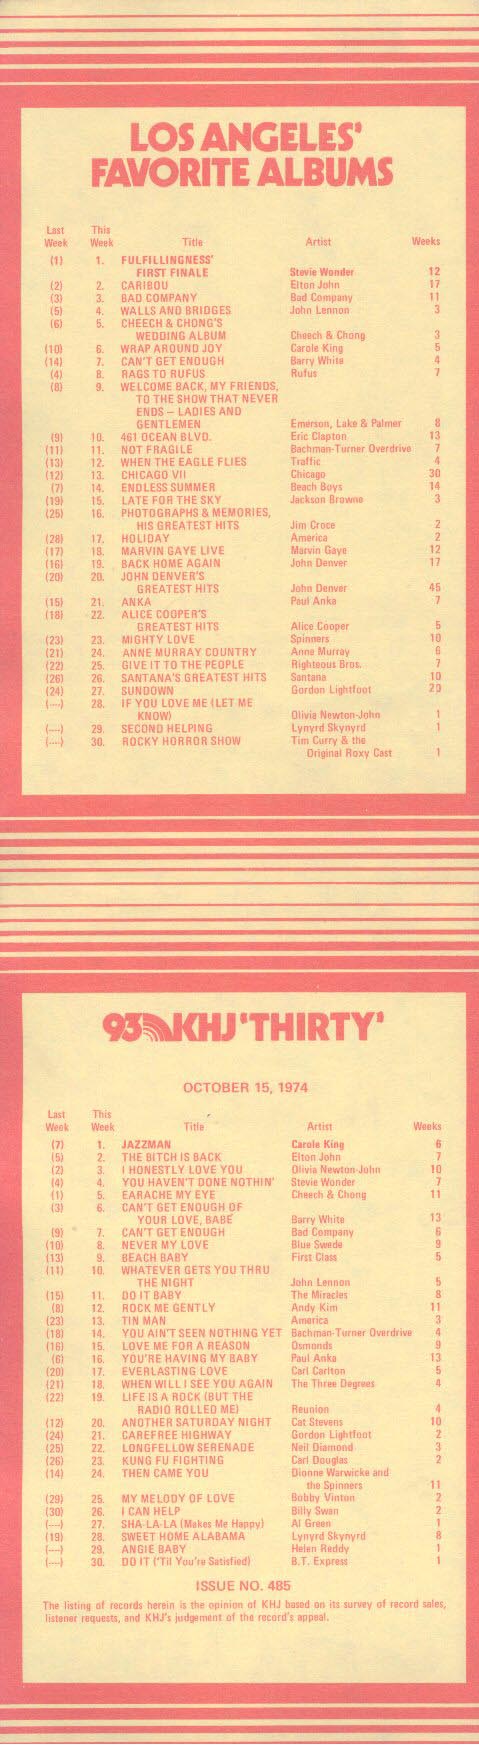 LOS ANGELES'
FAVORITE ALBUMS
Last This
Week Week Title Artist Weeks
(1) 1. FULFILLINGNESS'
FIRST FINALE Stevie Wonder 12
(2) 2. CARIBOU Elton John 17
(3) 3. BAD COMPANY Bad Company 11
(5) 4. WALLS AND BRIDGES John Lennon 3
(6) 5. CHEECH & CHONG'S
WEDDING ALBUM Cheech & Chong 3
(10) 6. WRAP AROUND JOY Carole King 5
(14) 7. CAN'T GET ENOUGH Barry White 4
(4) 8. RAGS TO RUFUS Rufus 7
(8) 9. WELCOME BACK, MY FRIENDS,
TO THE SHOW THAT NEVER
ENDS – LADIES AND
GENTLEMEN Emerson, Lake & Palmer 8
(9) 10. 461 OCEAN BLVD. Eric Clapton 13
(11) 11. NOT FRAGILE Bachman-Turner Overdrive 7
(13) 12. WHEN THE EAGLE FLIES Traffic 4
(12) 13. CHICAGO VII Chicago 30
(7) 14. ENDLESS SUMMER Beach Boys 14
(19) 15. LATE FOR THE SKY Jackson Browne 3
(25) 16. PHOTOGRAPHS & MEMORIES,
HIS GREATEST HITS Jim Croce 2
(28) 17. HOLIDAY America 2
(17) 18. MARVIN GAYE LIVE Marvin Gaye 12
(16) 19. BACK HOME AGAIN John Denver 17
(20) 20. JOHN DENVER'S
GREATEST HITS John Denver 45
(15) 21. ANKA Paul Anka 7
(18) 22. ALICE COOPER'S
GREATEST HITS Alice Cooper 5
(23) 23. MIGHTY LOVE Spinners 10
(21) 24. ANNE MURRAY COUNTRY Anne Murray 6
(22) 25. GIVE IT TO THE PEOPLE Righteous Bros. 7
(26) 26. SANTANA'S GREATEST HITS Santana 10
(24) 27. SUNDOWN Gordon Lightfoot 20
(----) 28. IF YOU LOVE ME (LET ME
KNOW) Olivia Newton-John 1
(----) 29. SECOND HELPING Lynyrd Skynyrd 1
(----) 30. ROCKY HORROR SHOW Tim Curry & the
Original Roxy Cast 1
93 KHJ 'THIRTY'
OCTOBER 15, 1974
Last This
Week Week Title Artist Weeks
(7) 1. JAZZMAN Carole King 6
(5) 2. THE BITCH IS BACK Elton John 7
(2) 3. I HONESTLY LOVE YOU Olivia Newton-John 10
(4) 4. YOU HAVEN'T DONE NOTHIN' Stevie Wonder 7
(1) 5. EARACHE MY EYE Cheech & Chong 11
(3) 6. CAN'T GET ENOUGH OF
YOUR LOVE, BABE Barry White 13
(9) 7. CAN'T GET ENOUGH Bad Company 6
(10) 8. NEVER MY LOVE Blue Swede 9
(13) 9. BEACH BABY First Class 5
(11) 10. WHATEVER GETS YOU THRU
THE NIGHT John Lennon 5
(15) 11. DO IT BABY The Miracles 8
(8) 12. ROCK ME GENTLY Andy Kim 11
(23) 13. TIN MAN America 3
(18) 14. YOU AIN'T SEEN NOTHING YET Bachman-Turner Overdrive 4
(16) 15. LOVE ME FOR A REASON Osmonds 9
(6) 16. YOU'RE HAVING MY BABY Paul Anka 13
(20) 17. EVERLASTING LOVE Carl Carlton 5
(21) 18. WHEN WILL I SEE YOU AGAIN The Three Degrees 4
(22) 19. LIFE IS A ROCK (BUT THE
RADIO ROLLED ME) Reunion 4
(12) 20. ANOTHER SATURDAY NIGHT Cat Stevens 10
(24) 21. CAREFREE HIGHWAY Gordon Lightfoot 2
(25) 22. LONGFELLOW SERENADE Neil Diamond 3
(26) 23. KUNG FU FIGHTING Carl Douglas 2
(14) 24. THEN CAME YOU Dionne Warwicke and
the Spinners 11
(29) 25. MY MELODY OF LOVE Bobby Vinton 2
(30) 26. I CAN HELP Billy Swan 2
(----) 27. SHA-LA-LA (Makes Me Happy) Al Green 1
(19) 28. SWEET HOME ALABAMA Lynyrd Skynyrd 8
(----) 29. ANGIE BABY Helen Reddy 1
(----) 30. DO IT ('Til You're Satisfied) B.T. Express 1
ISSUE NO. 485
The listing of records herein is the opinion of KHJ based on its survey of record sales,
listener requests, and KHJ's judgement of the record's appeal.